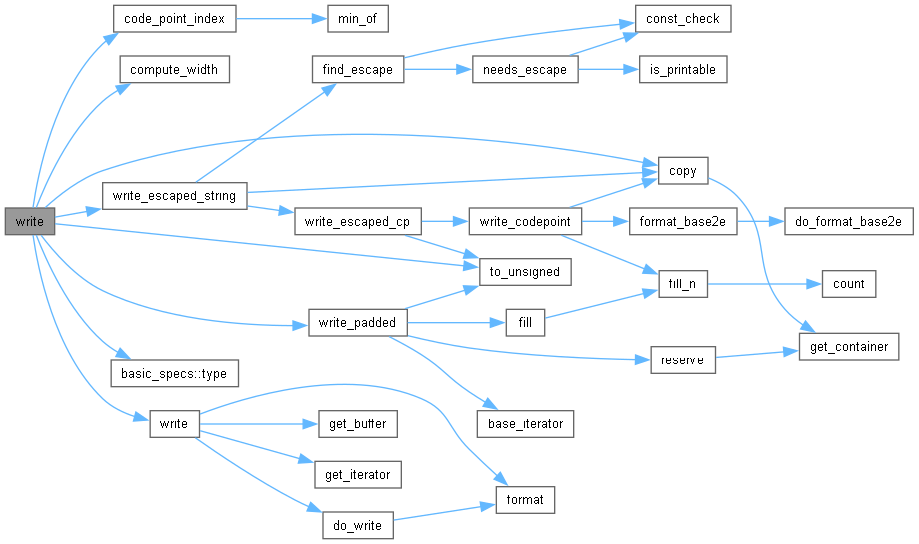 code_point_index
min_of
const_check
compute_width
find_escape
needs_escape
is_printable
write_escaped_string
copy
write
write_escaped_cp
write_codepoint
format_base2e
do_format_base2e
to_unsigned
fill_n
count
write_padded
fill
get_container
reserve
basic_specs::type
write
get_buffer
base_iterator
get_iterator
format
do_write